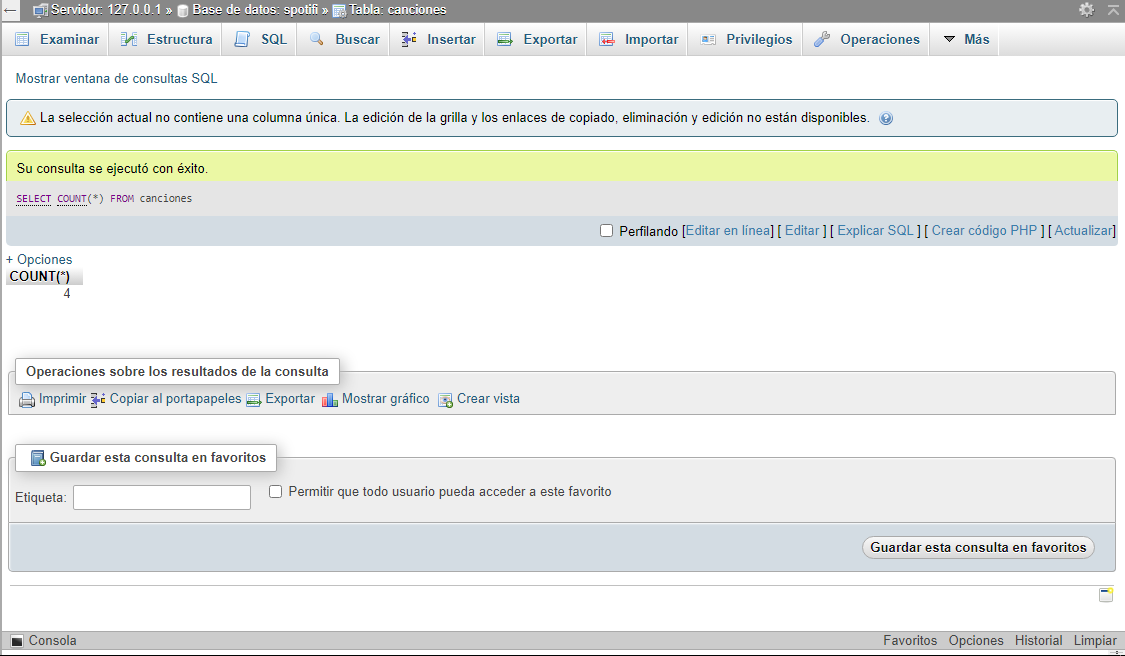 Servidor: 127.0.0.1 » Base de datos: spotifi » Tabla: canciones
Examinar Estructura SQL Buscar Insertar Exportar Importar Privilegios Operaciones Más
Mostrar ventana de consultas SQL
La selección actual no contiene una columna única. La edición de la grilla y los enlaces de copiado, eliminación y edición no están disponibles.
Su consulta se ejecutó con éxito.
SELECT COUNT(*) FROM canciones
Perfilando [Editar en línea] [ Editar ] [ Explicar SQL ] [ Crear código PHP ] [ Actualizar]
+ Opciones
COUNT(*)
4
Operaciones sobre los resultados de la consulta
Imprimir Copiar al portapapeles Exportar Mostrar gráfico Crear vista
Guardar esta consulta en favoritos
Etiqueta: Permitir que todo usuario pueda acceder a este favorito
Guardar esta consulta en favoritos
Consola Favoritos Opciones Historial Limpiar